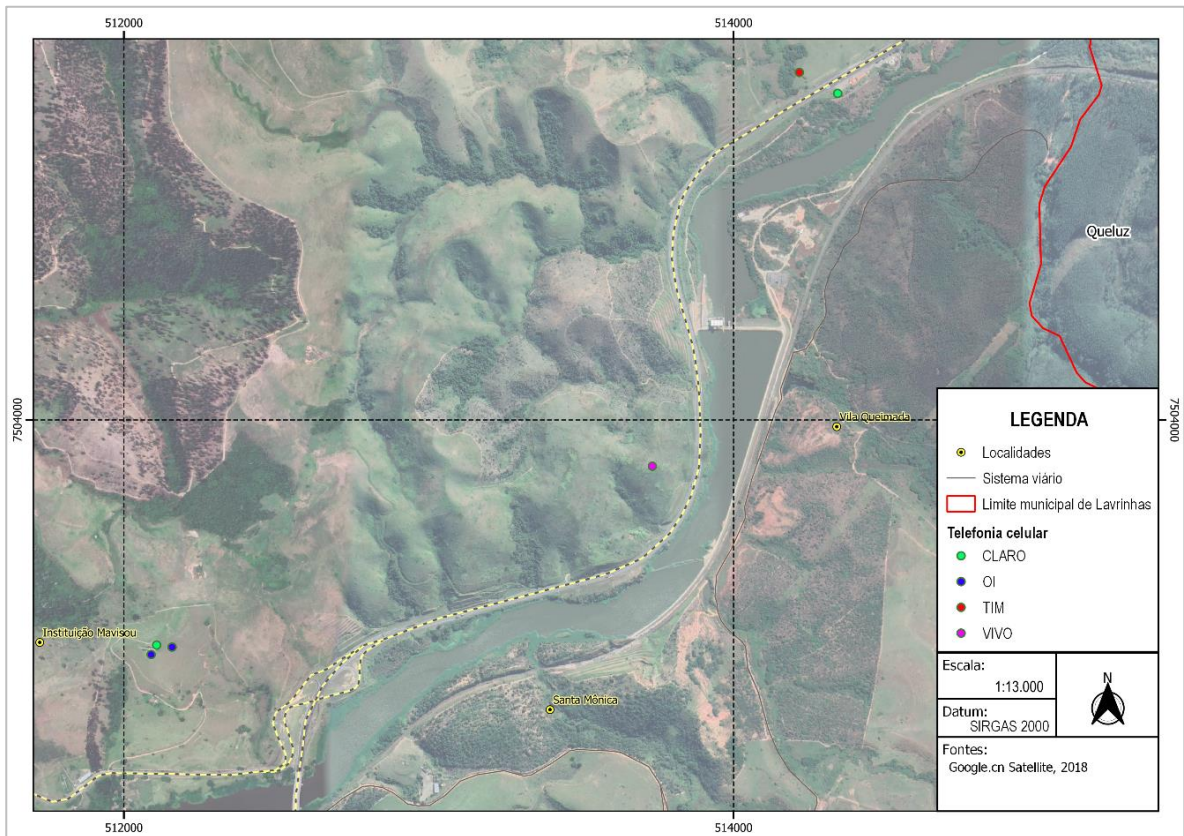 512000
514000
Queluz
7504000
7504000
Vila Queimada
Instituição Mavisou
Santa Mônica
LEGENDA
Localidades
Sistema viário
Limite municipal de Lavrinhas
Telefonia celular
CLARO
OI
TIM
VIVO
Escala:
1:13.000
Datum:
SIRGAS 2000
N
Fontes:
Google.cn Satellite, 2018
512000
514000